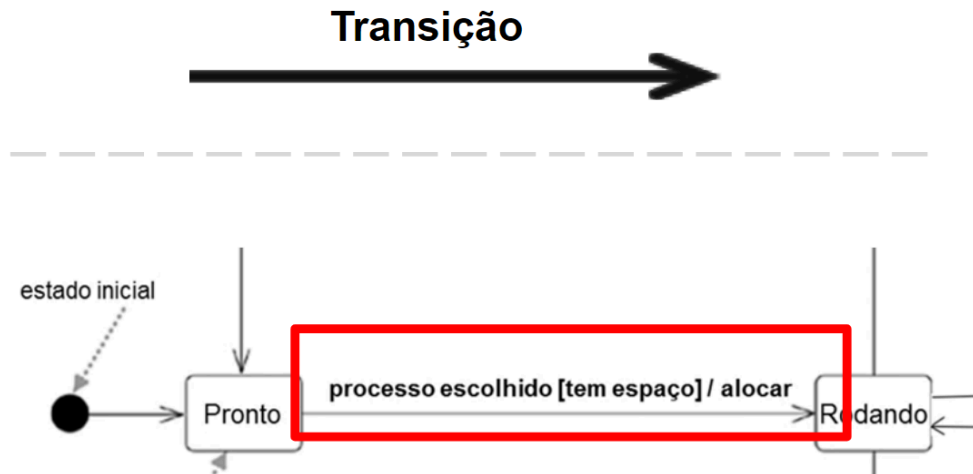 Transição
estado inicial
processo escolhido [tem espaço] / alocar
Pronto
Rodando